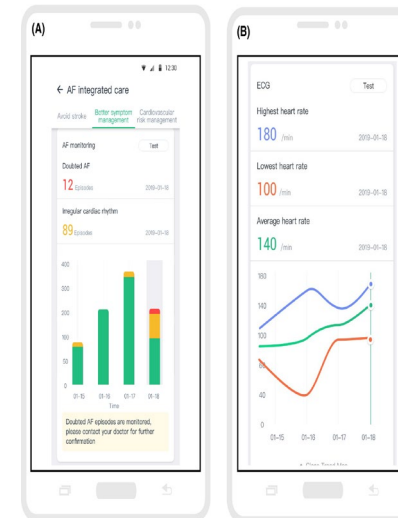 (A)
12:30
← AF integrated care
Avoid stroke
Better symptom management
Cardiovascular risk management
AF monitoring
Test
Doubted AF
12 Episodes
2019-01-18
Irregular cardiac rhythm
89 Episodes
2019-01-18
400
300
200
100
50
0
01-15 01-16 01-17 01-18
Time
Doubted AF episodes are monitored,
please contact your doctor for further
confirmation
(B)
ECG
Test
Highest heart rate
180 /min
2019-01-18
Lowest heart rate
100 /min
2019-01-18
Average heart rate
140 /min
2019-01-18
180
140
100
80
40
0
01-15 01-16 01-17 01-18